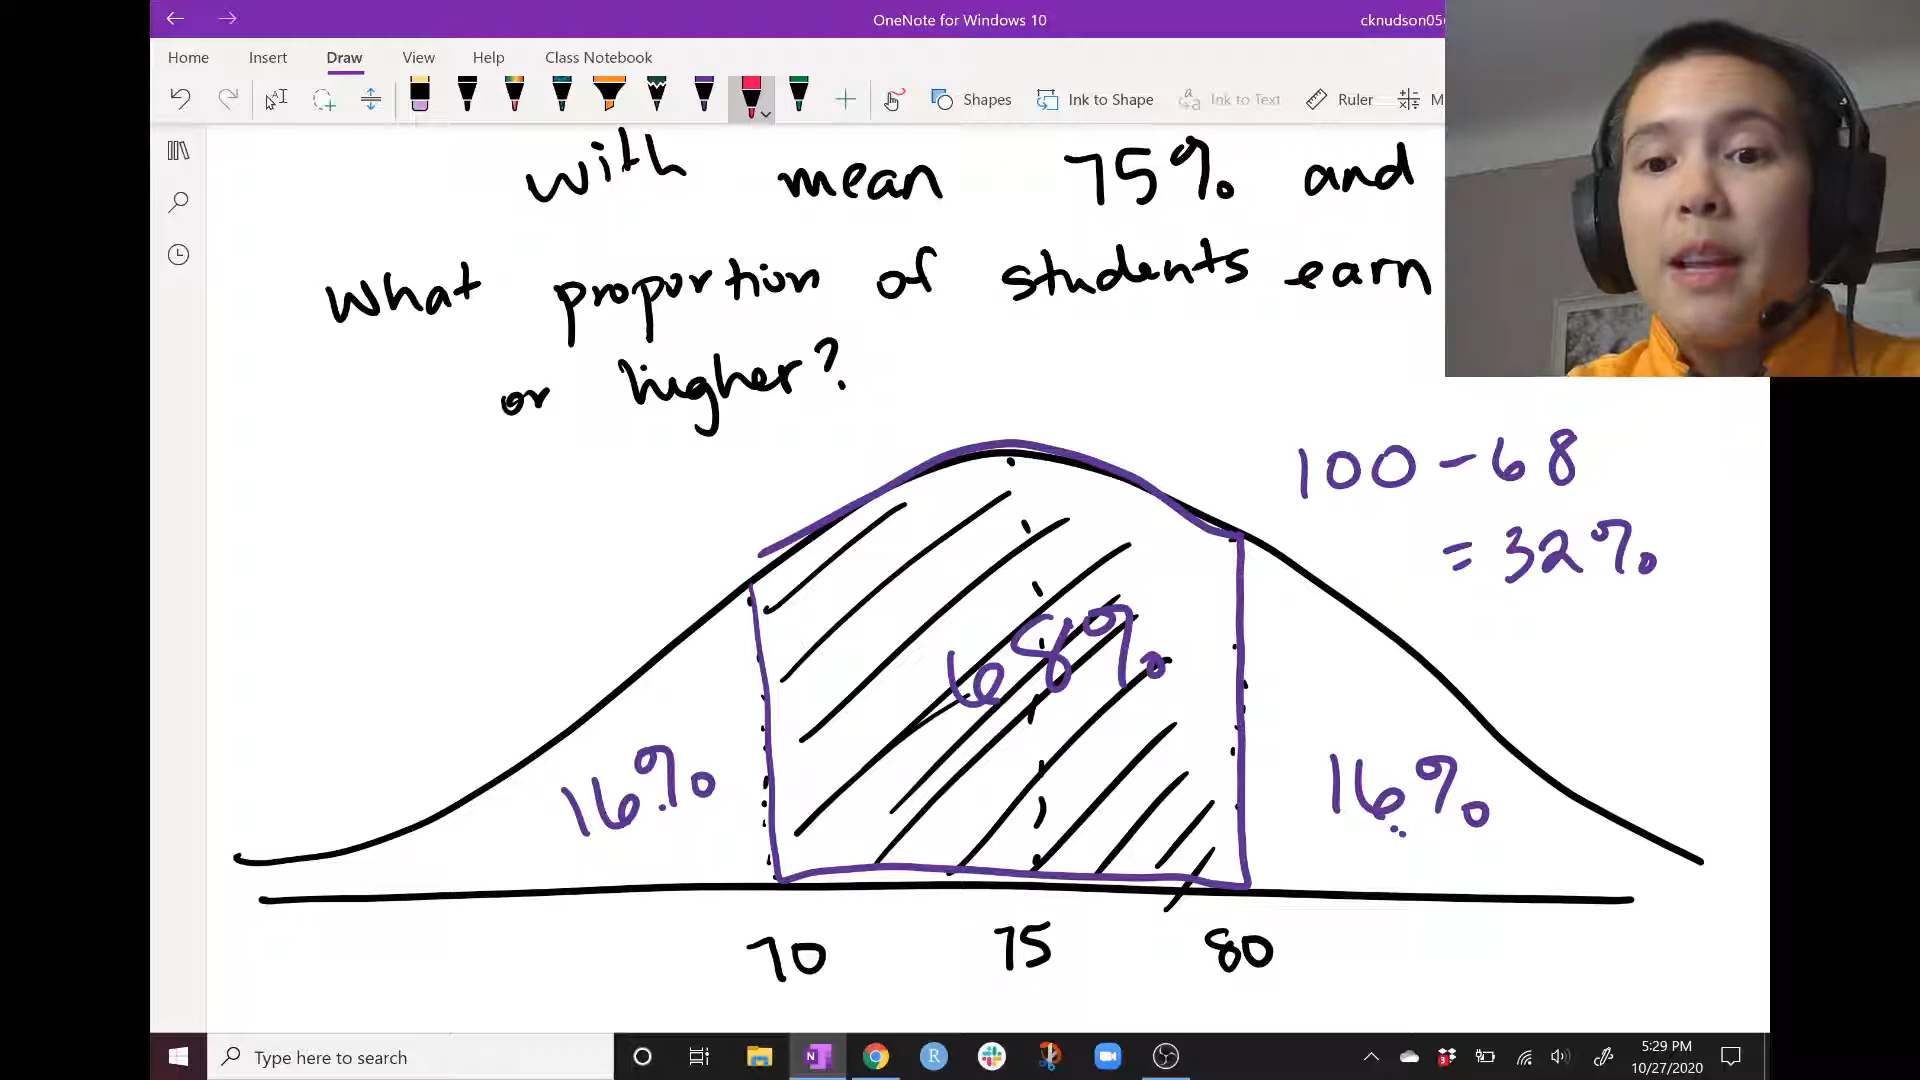 OneNote for Windows 10
cknudson05
Home Insert Draw View Help Class Notebook
Shapes Ink to Shape Ink to Text Ruler M
with mean 75% and
What proportion of students earn
or higher?
100-68
= 32%
68%
16% 16%
70 75 80
Type here to search
5:29 PM
10/27/2020